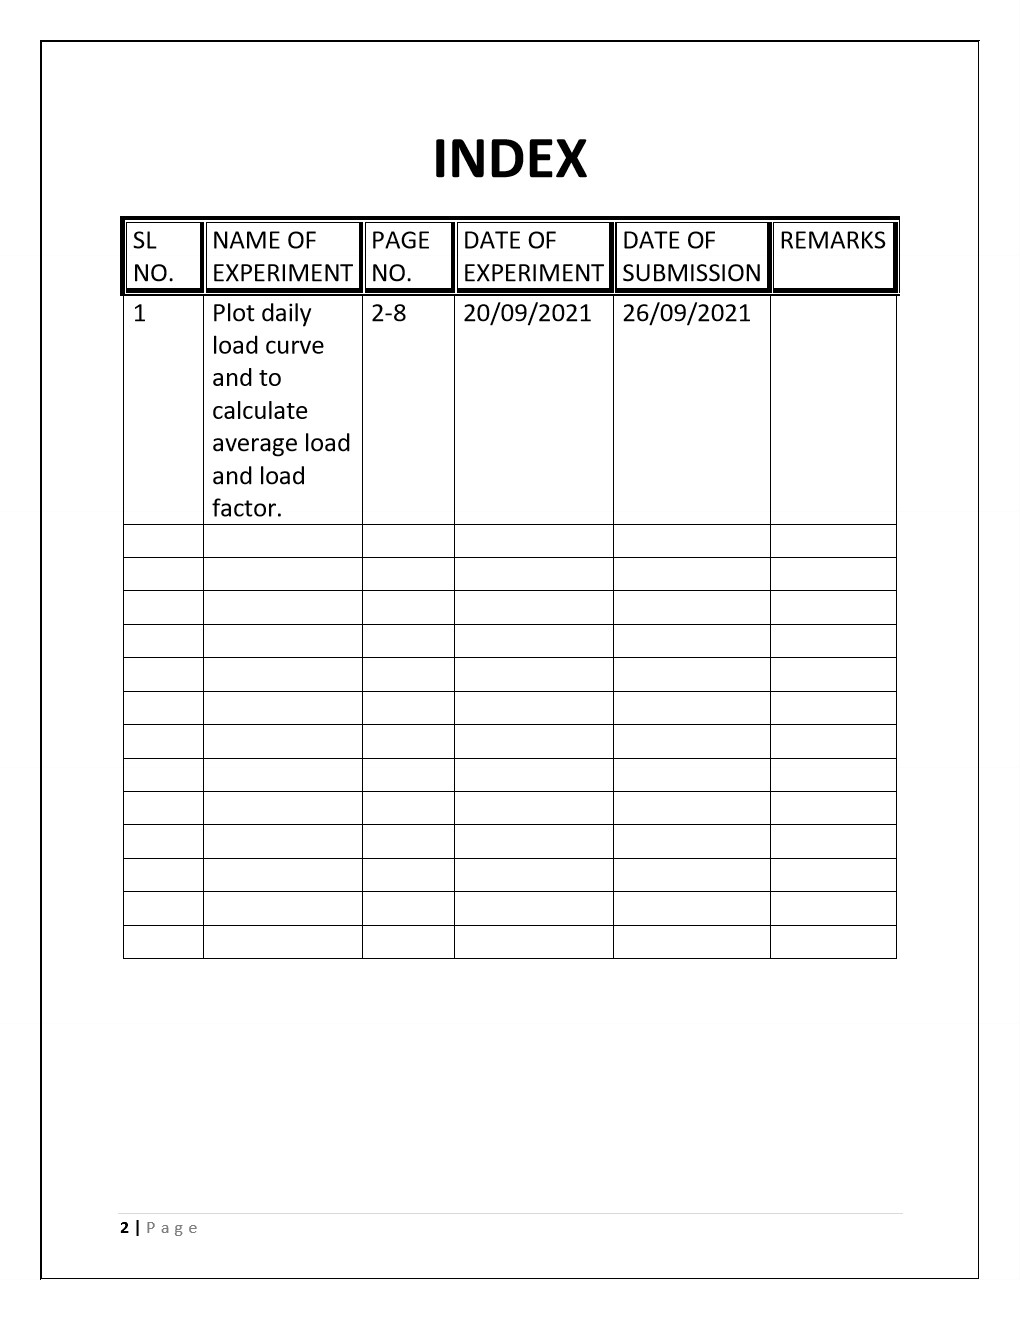 INDEX
SL NO. NAME OF EXPERIMENT PAGE NO. DATE OF EXPERIMENT DATE OF SUBMISSION REMARKS
1 Plot daily 2-8 20/09/2021 26/09/2021
load curve
and to
calculate
average load
and load
factor.
2 | Page